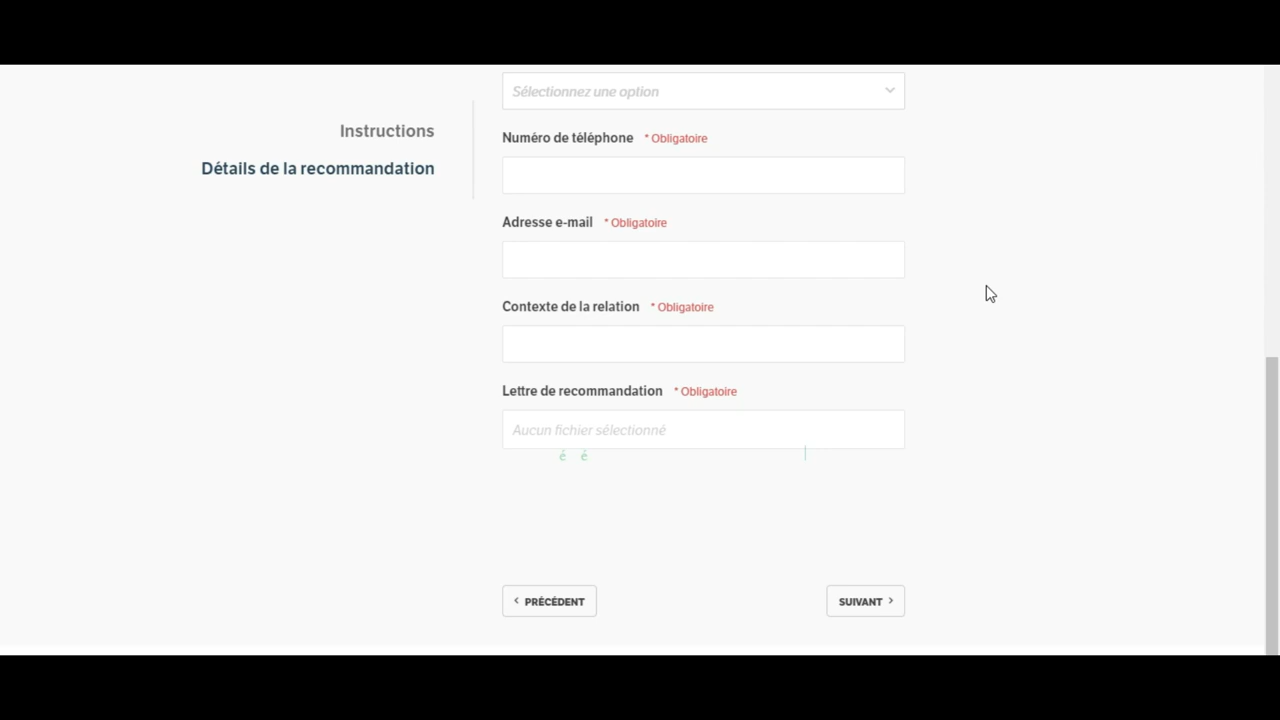 Sélectionnez une option
Instructions
Détails de la recommandation
Numéro de téléphone * Obligatoire
Adresse e-mail * Obligatoire
Contexte de la relation * Obligatoire
Lettre de recommandation * Obligatoire
Aucun fichier sélectionné
é é
PRÉCÉDENT
SUIVANT